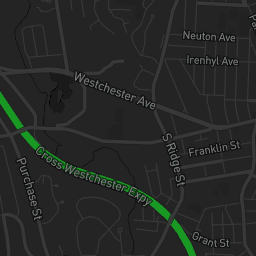 Neuton Ave
Irenhyl Ave
Westchester Ave
S Ridge St
Franklin St
Cross Westchester Expy
Purchase St
Grant St